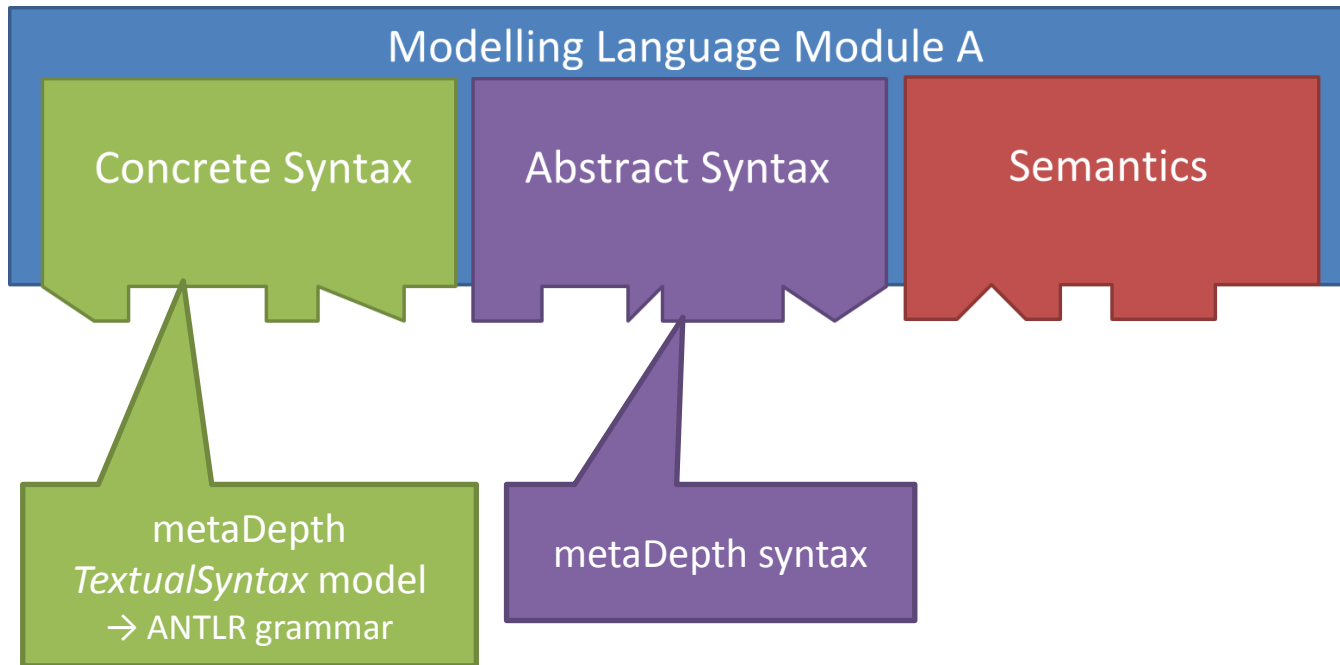 Modelling Language Module A
Concrete Syntax
Abstract Syntax
Semantics
metaDepth
TextualSyntax model
→ ANTLR grammar
metaDepth syntax